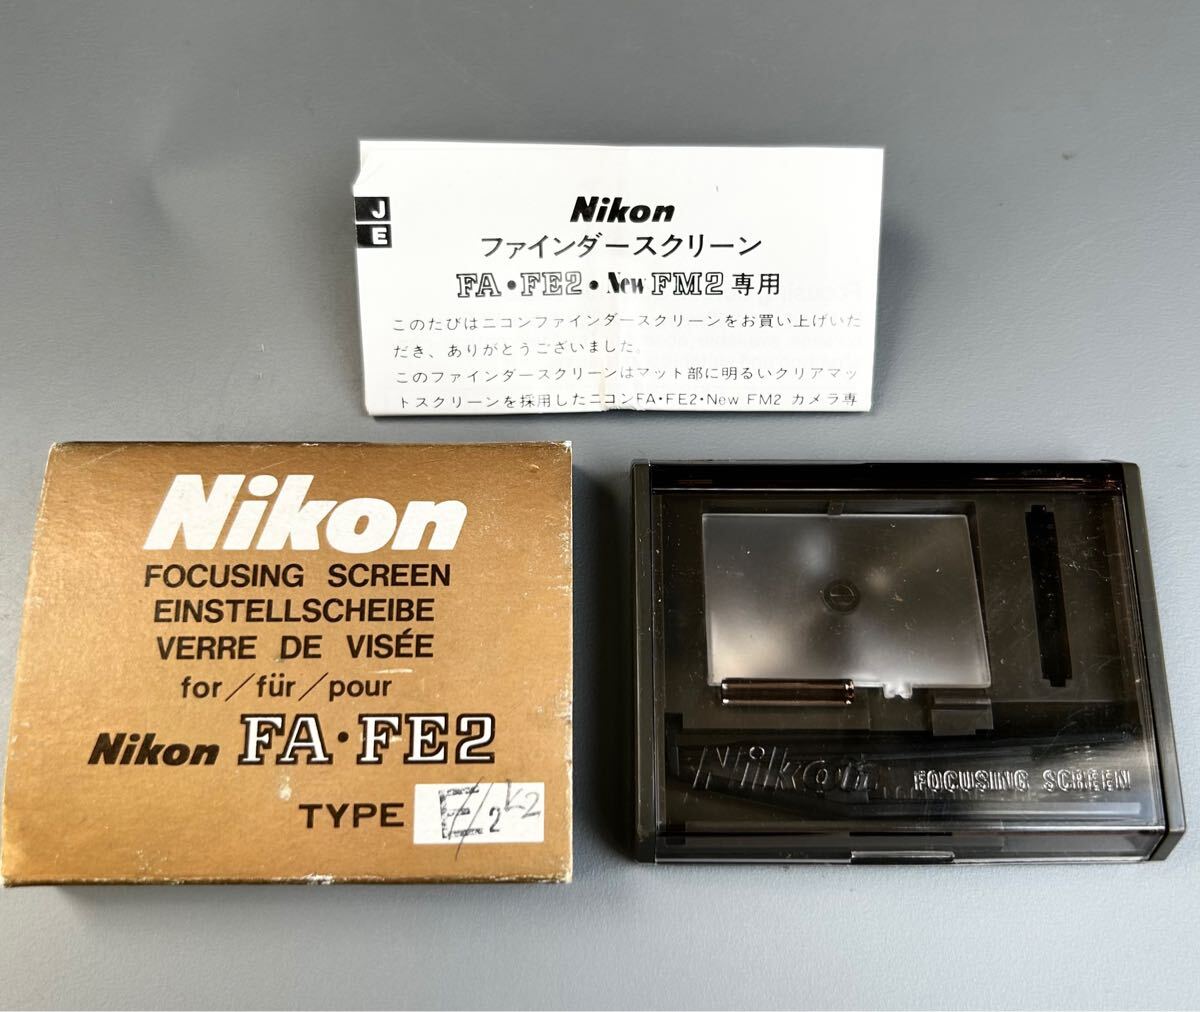 J
E
Nikon
ファインダースクリーン
FA・FE2・New FM2 専用
このたびはニコンファインダースクリーンをお買い上げいた
だき、ありがとうございました。
このファインダースクリーンはマット部に明るいクリアマッ
トスクリーンを採用したニコンFA・FE2・New FM2 カメラ専
Nikon
FOCUSING SCREEN
EINSTELLSCHEIBE
VERRE DE VISÉE
for/für/pour
Nikon FA・FE2
TYPE E2 K2
Nikon FOCUSING SCREEN